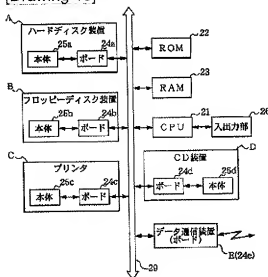 A
ハードディスク装置
25a
24a
本体
ボード
B
フロッピーディスク装置
25b
24b
本体
ボード
C
プリンタ
25c
24c
本体
ボード
22
ROM
23
RAM
21
CPU
26
入出力部
D
CD装置
24d
25d
ボード
本体
データ通信装置
(ボード)
E(24e)
29